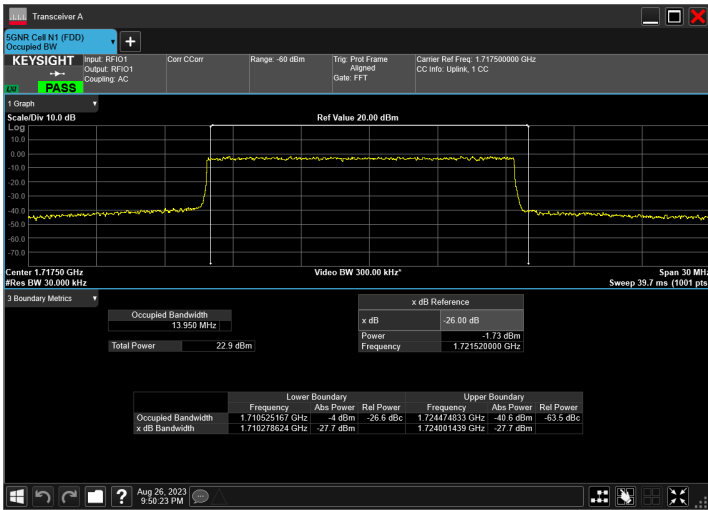 Transceiver A
5GNR Cell N1 (FDD)
Occupied BW
KEYSIGHT
LXI
PASS
Input: RFIO1
Output: RFIO1
Coupling: AC
Corr CCorr
Range: -60 dBm
Trig: Prot Frame
Aligned
Gate: FFT
Carrier Ref Freq: 1.717500000 GHz
CC Info: Uplink, 1 CC
1 Graph
Scale/Div 10.0 dB
Ref Value 20.00 dBm
Log
10.0
0.00
-10.0
-20.0
-30.0
-40.0
-50.0
-60.0
-70.0
Center 1.71750 GHz
Video BW 300.00 kHz*
Span 30 MHz
#Res BW 30.000 kHz
Sweep 39.7 ms (1001 pts
3 Boundary Metrics
Occupied Bandwidth
13.950 MHz
Total Power 22.9 dBm
x dB Reference
x dB -26.00 dB
Power -1.73 dBm
Frequency 1.721520000 GHz
Lower Boundary Upper Boundary
Frequency Abs Power Rel Power Frequency Abs Power Rel Power
Occupied Bandwidth 1.710525167 GHz -4 dBm -26.6 dBc 1.724474833 GHz -40.6 dBm -63.5 dBc
x dB Bandwidth 1.710278624 GHz -27.7 dBm 1.724001439 GHz -27.7 dBm
Aug 26, 2023
9:50:23 PM